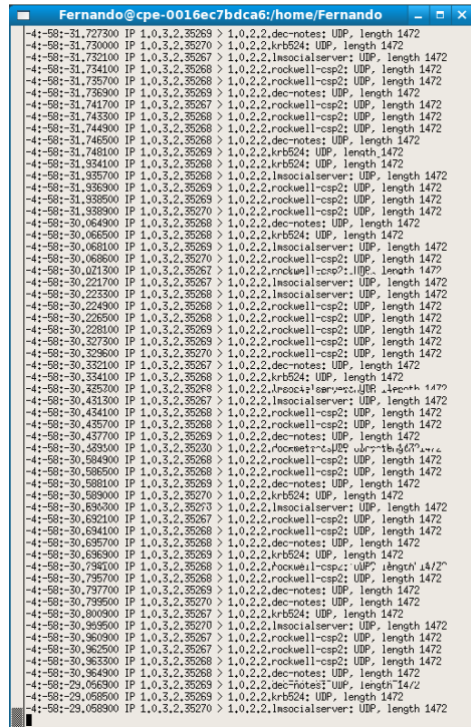 Fernando@cpe-0016ec7bdca6:/home/Fernando
-4:-58:-31.727300 IP 1.0.3.2.35269 > 1.0.2.2.dec-notes: UDP, length 1472
-4:-58:-31.730000 IP 1.0.3.2.35270 > 1.0.2.2.krb524: UDP, length 1472
-4:-58:-31.732100 IP 1.0.3.2.35267 > 1.0.2.2.lmsocialserver: UDP, length 1472
-4:-58:-31.734100 IP 1.0.3.2.35268 > 1.0.2.2.rockwell-csp2: UDP, length 1472
-4:-58:-31.735700 IP 1.0.3.2.35268 > 1.0.2.2.rockwell-csp2: UDP, length 1472
-4:-58:-31.736900 IP 1.0.3.2.35269 > 1.0.2.2.dec-notes: UDP, length 1472
-4:-58:-31.741700 IP 1.0.3.2.35267 > 1.0.2.2.rockwell-csp2: UDP, length 1472
-4:-58:-31.743300 IP 1.0.3.2.35268 > 1.0.2.2.rockwell-csp2: UDP, length 1472
-4:-58:-31.744900 IP 1.0.3.2.35268 > 1.0.2.2.rockwell-csp2: UDP, length 1472
-4:-58:-31.746500 IP 1.0.3.2.35268 > 1.0.2.2.dec-notes: UDP, length 1472
-4:-58:-31.748100 IP 1.0.3.2.35269 > 1.0.2.2.krb524: UDP, length 1472
-4:-58:-31.934100 IP 1.0.3.2.35268 > 1.0.2.2.krb524: UDP, length 1472
-4:-58:-31.935700 IP 1.0.3.2.35268 > 1.0.2.2.lmsocialserver: UDP, length 1472
-4:-58:-31.936900 IP 1.0.3.2.35269 > 1.0.2.2.rockwell-csp2: UDP, length 1472
-4:-58:-31.938500 IP 1.0.3.2.35269 > 1.0.2.2.rockwell-csp2: UDP, length 1472
-4:-58:-31.938900 IP 1.0.3.2.35270 > 1.0.2.2.rockwell-csp2: UDP, length 1472
-4:-58:-30.064900 IP 1.0.3.2.35268 > 1.0.2.2.dec-notes: UDP, length 1472
-4:-58:-30.066500 IP 1.0.3.2.35268 > 1.0.2.2.krb524: UDP, length 1472
-4:-58:-30.068100 IP 1.0.3.2.35269 > 1.0.2.2.lmsocialserver: UDP, length 1472
-4:-58:-30.068600 IP 1.0.3.2.35270 > 1.0.2.2.rockwell-csp2: UDP, length 1472
-4:-58:-30.071300 IP 1.0.3.2.35267 > 1.0.2.2.rockwell-csp2: UDP, length 1472
-4:-58:-30.221700 IP 1.0.3.2.35267 > 1.0.2.2.lmsocialserver: UDP, length 1472
-4:-58:-30.223300 IP 1.0.3.2.35268 > 1.0.2.2.lmsocialserver: UDP, length 1472
-4:-58:-30.224900 IP 1.0.3.2.35268 > 1.0.2.2.rockwell-csp2: UDP, length 1472
-4:-58:-30.226500 IP 1.0.3.2.35268 > 1.0.2.2.rockwell-csp2: UDP, length 1472
-4:-58:-30.228100 IP 1.0.3.2.35269 > 1.0.2.2.rockwell-csp2: UDP, length 1472
-4:-58:-30.327300 IP 1.0.3.2.35269 > 1.0.2.2.rockwell-csp2: UDP, length 1472
-4:-58:-30.329600 IP 1.0.3.2.35270 > 1.0.2.2.rockwell-csp2: UDP, length 1472
-4:-58:-30.332100 IP 1.0.3.2.35267 > 1.0.2.2.dec-notes: UDP, length 1472
-4:-58:-30.334100 IP 1.0.3.2.35268 > 1.0.2.2.krb524: UDP, length 1472
IP > length 1472
-4:-58:-30.431300 IP 1.0.3.2.35267 > 1.0.2.2.lmsocialserver: UDP, length 1472
-4:-58:-30.434100 IP 1.0.3.2.35268 > 1.0.2.2.rockwell-csp2: UDP, length 1472
-4:-58:-30.435700 IP 1.0.3.2.35268 > 1.0.2.2.rockwell-csp2: UDP, length 1472
-4:-58:-30.437700 IP 1.0.3.2.35269 > 1.0.2.2.dec-notes: UDP, length 1472
IP >
-4:-58:-30.584900 IP 1.0.3.2.35268 > 1.0.2.2.rockwell-csp2: UDP, length 1472
-4:-58:-30.586500 IP 1.0.3.2.35268 > 1.0.2.2.rockwell-csp2: UDP, length 1472
-4:-58:-30.588100 IP 1.0.3.2.35269 > 1.0.2.2.dec-notes: UDP, length 1472
-4:-58:-30.589000 IP 1.0.3.2.35270 > 1.0.2.2.krb524: UDP, length 1472
IP > 1.0.2.2.lmsocialserver: UDP, length 1472
-4:-58:-30.692100 IP 1.0.3.2.35267 > 1.0.2.2.rockwell-csp2: UDP, length 1472
-4:-58:-30.694100 IP 1.0.3.2.35268 > 1.0.2.2.rockwell-csp2: UDP, length 1472
-4:-58:-30.695700 IP 1.0.3.2.35268 > 1.0.2.2.dec-notes: UDP, length 1472
-4:-58:-30.696900 IP 1.0.3.2.35269 > 1.0.2.2.krb524: UDP, length 1472
IP 1.0.3.2.35268 > length 1472
-4:-58:-30.795700 IP 1.0.3.2.35268 > 1.0.2.2.rockwell-csp2: UDP, length 1472
-4:-58:-30.797700 IP 1.0.3.2.35269 > 1.0.2.2.dec-notes: UDP, length 1472
-4:-58:-30.799500 IP 1.0.3.2.35270 > 1.0.2.2.dec-notes: UDP, length 1472
-4:-58:-30.800900 IP 1.0.3.2.35267 > 1.0.2.2.krb524: UDP, length 1472
-4:-58:-30.959500 IP 1.0.3.2.35270 > 1.0.2.2.lmsocialserver: UDP, length 1472
-4:-58:-30.960900 IP 1.0.3.2.35267 > 1.0.2.2.rockwell-csp2: UDP, length 1472
-4:-58:-30.962500 IP 1.0.3.2.35267 > 1.0.2.2.rockwell-csp2: UDP, length 1472
-4:-58:-30.963300 IP 1.0.3.2.35268 > 1.0.2.2.rockwell-csp2: UDP, length 1472
-4:-58:-30.964900 IP 1.0.3.2.35268 > 1.0.2.2.dec-notes: UDP, length 1472
-4:-58:-29.056900 IP 1.0.3.2.35269 > 1.0.2.2.dec-notes: UDP, length 1472
-4:-58:-29.058500 IP 1.0.3.2.35269 > 1.0.2.2.krb524: UDP, length 1472
-4:-58:-29.058900 IP 1.0.3.2.35270 > 1.0.2.2.lmsocialserver: UDP, length 1472